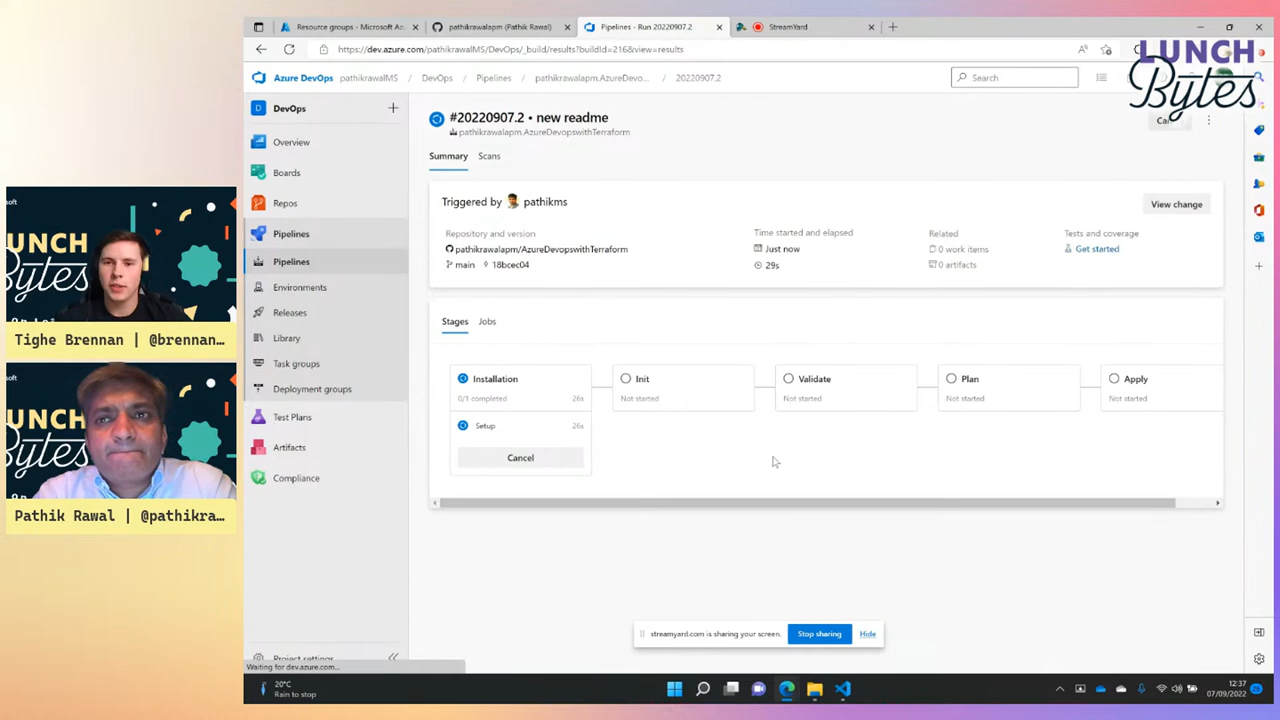 Resource groups - Microsoft Az
pathikrawalapm (Pathik Rawal)
Pipelines - Run 20220907.2
StreamYard
https://dev.azure.com/pathikrawalMS/DevOps/_build/results?buildId=216&view=results
LUNCH
Bytes
Azure DevOps
pathikrawalMS / DevOps / Pipelines / pathikrawalapm.AzureDevo... / 20220907.2
Search
DevOps
Overview
Boards
Repos
Pipelines
Pipelines
Environments
Releases
Library
Task groups
Deployment groups
Test Plans
Artifacts
Compliance
Project settings
Waiting for dev.azure.com...
#20220907.2 • new readme
pathikrawalapm.AzureDevopswithTerraform
Summary
Scans
Triggered by pathikms
View change
Repository and version
pathikrawalapm/AzureDevopswithTerraform
main 18bcec04
Time started and elapsed
Just now
29s
Related
0 work items
0 artifacts
Tests and coverage
Get started
Stages
Jobs
Installation
0/1 completed 26s
Setup 26s
Cancel
Init
Not started
Validate
Not started
Plan
Not started
Apply
Not started
streamyard.com is sharing your screen.
Stop sharing
Hide
20°C
Rain to stop
12:37
07/09/2022
soft
LUNCH
Bytes
Tighe Brennan | @brennan...
soft
LUNCH
Bytes
Pathik Rawal | @pathikra...